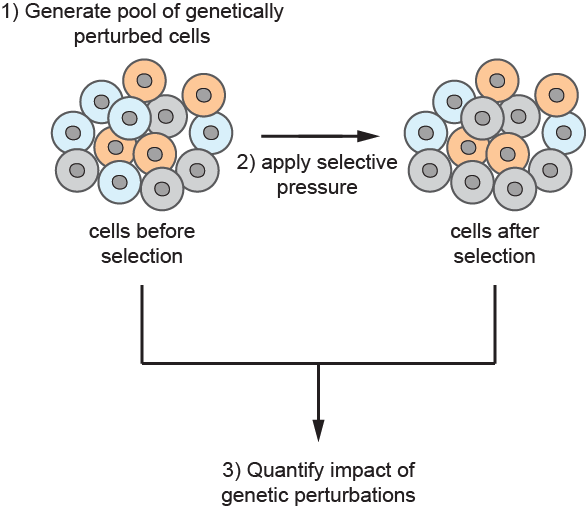 1) Generate pool of genetically
perturbed cells
2) apply selective
pressure
cells before
selection
cells after
selection
3) Quantify impact of
genetic perturbations